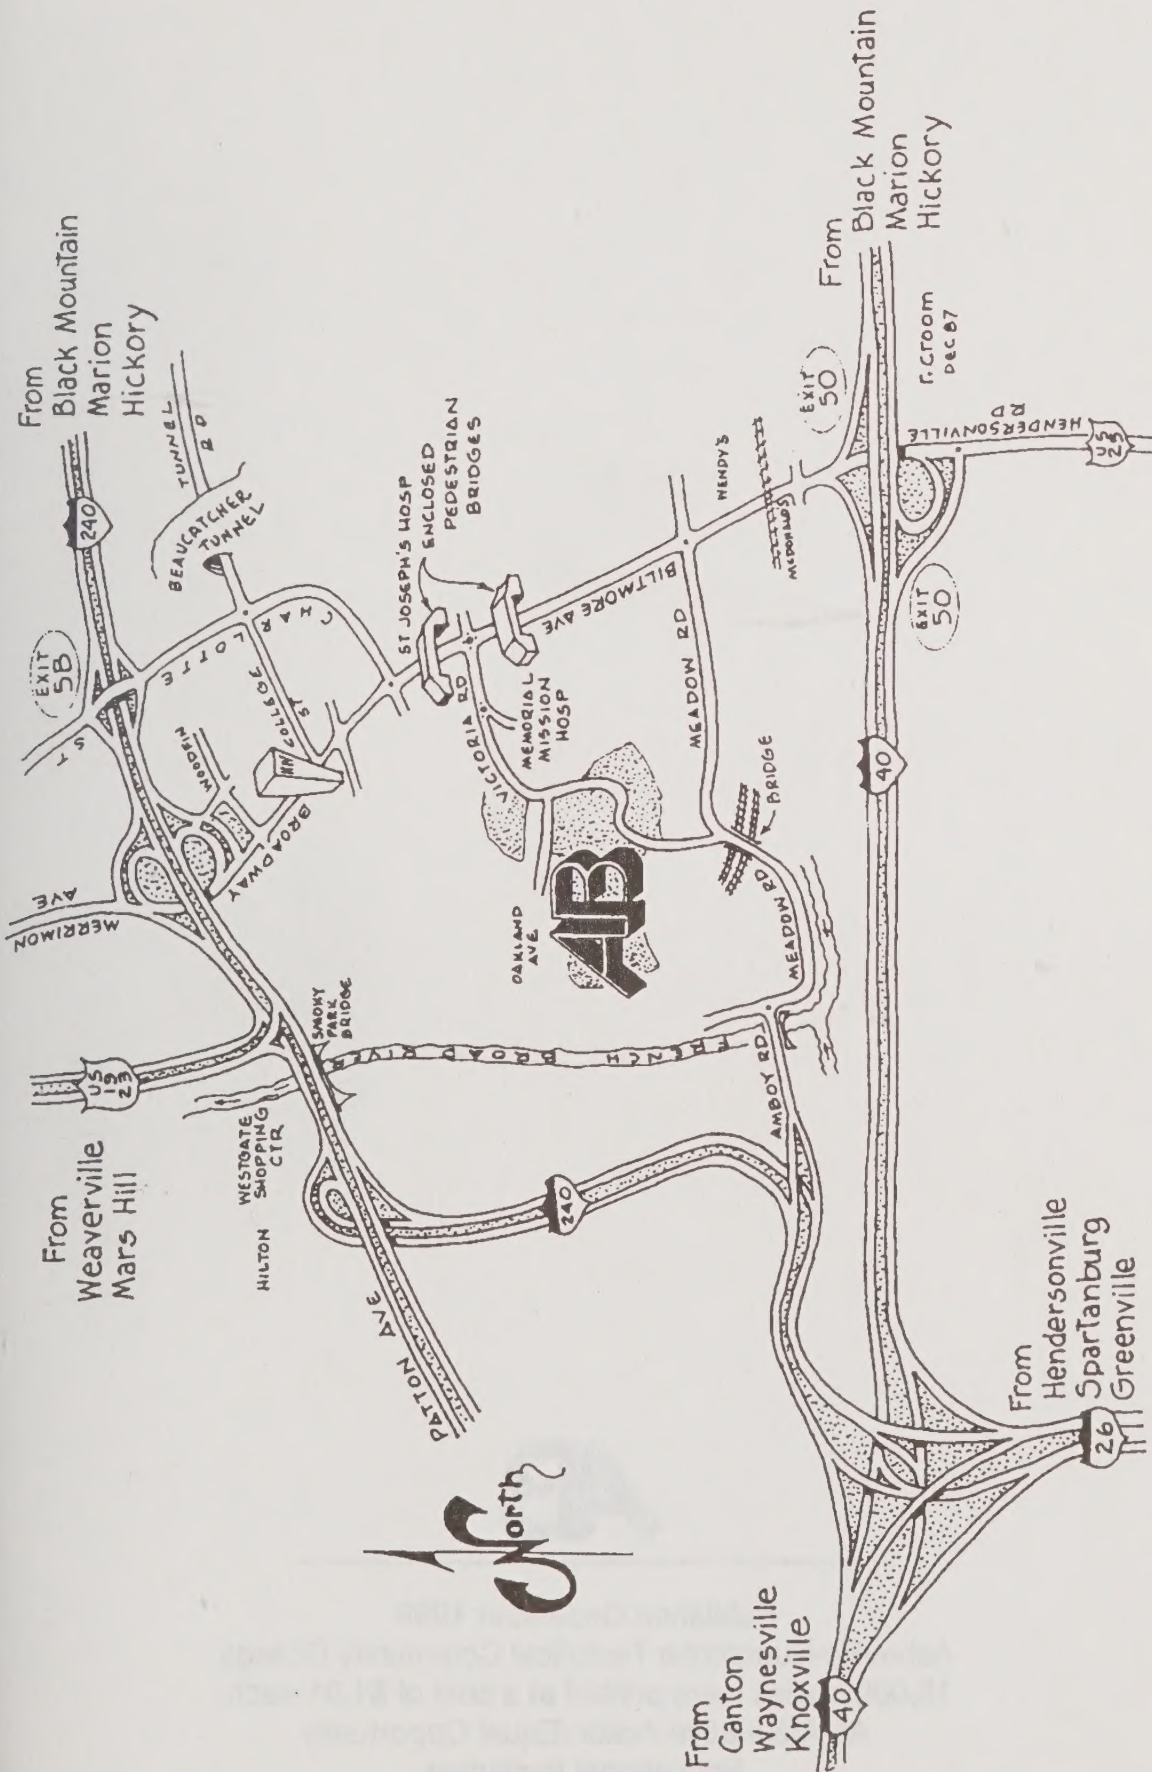 From
Black Mountain
Marion
Hickory
240
EXIT
5B
TUNNEL
RD
BEAUCATCHER
TUNNEL
CHARLOTTE
ST
COLLEGE
ST
WOODFIN
BROADWAY
MERRIMON
AVE
ST JOSEPH'S HOSP
ENCLOSED
PEDESTRIAN
BRIDGES
BILTMORE AVE
VICTORIA RD
MEMORIAL
MISSION
HOSP
OAKLAND
AVE
AB
MEADOW RD
WENDY'S
MCDONALDS
BRIDGE
MEADOW RD
From
Black Mountain
Marion
Hickory
EXIT
50
r.croom
DEC 87
HENDERSONVILLE
RD
US
25
EXIT
50
40
From
Weaverville
Mars Hill
US
19
23
SMOKY
PARK
BRIDGE
FRENCH BROAD RIVER
WESTGATE
SHOPPING
CTR
HILTON
PATTON AVE
240
AMBOY RD
North
From
Hendersonville
Spartanburg
Greenville
26
From
Canton
Waynesville
Knoxville
40